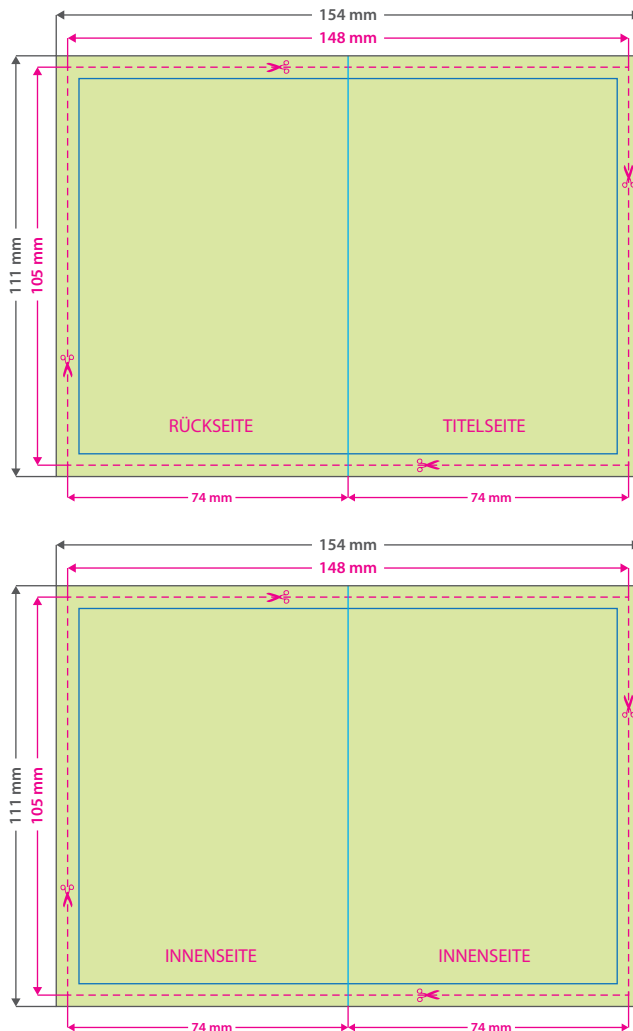 154 mm
148 mm
111 mm
105 mm
RÜCKSEITE
TITELSEITE
74 mm
74 mm
154 mm
148 mm
111 mm
105 mm
INNENSEITE
INNENSEITE
74 mm
74 mm